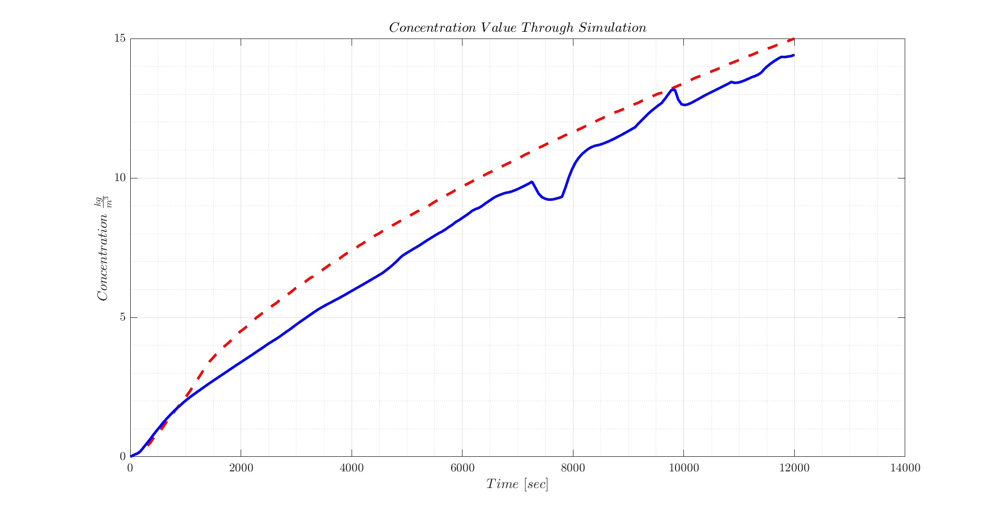 Concentration Value Through Simulation
15
10
5
0
Concentration kg/m³
0 2000 4000 6000 8000 10000 12000 14000
Time [sec]